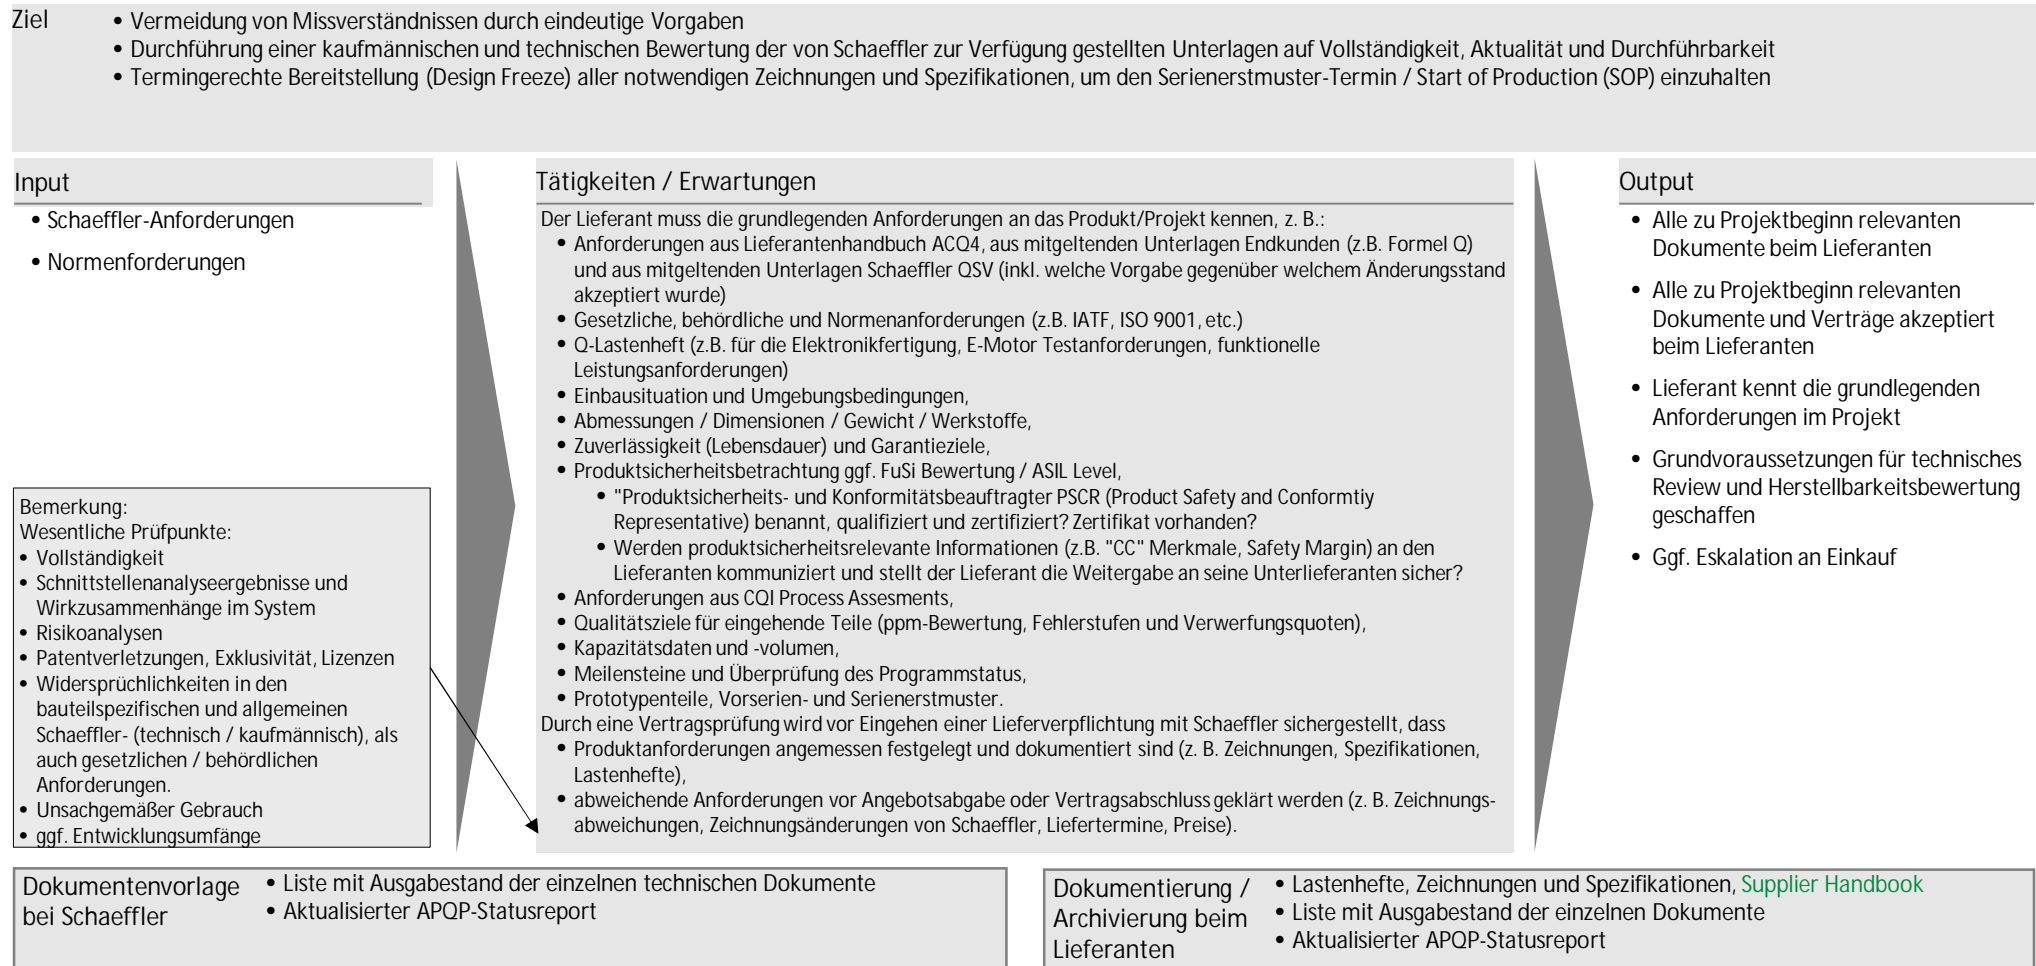 Ziel
• Vermeidung von Missverständnissen durch eindeutige Vorgaben
• Durchführung einer kaufmännischen und technischen Bewertung der von Schaeffler zur Verfügung gestellten Unterlagen auf Vollständigkeit, Aktualität und Durchführbarkeit
• Termingerechte Bereitstellung (Design Freeze) aller notwendigen Zeichnungen und Spezifikationen, um den Serienerstmuster-Termin / Start of Production (SOP) einzuhalten
Input
• Schaeffler-Anforderungen
• Normenforderungen
Bemerkung:
Wesentliche Prüfpunkte:
• Vollständigkeit
• Schnittstellenanalyseergebnisse und
Wirkzusammenhänge im System
• Risikoanalysen
• Patentverletzungen, Exklusivität, Lizenzen
• Widersprüchlichkeiten in den
bauteilspezifischen und allgemeinen
Schaeffler- (technisch / kaufmännisch), als
auch gesetzlichen / behördlichen
Anforderungen.
• Unsachgemäßer Gebrauch
• ggf. Entwicklungsumfänge
Tätigkeiten / Erwartungen
Der Lieferant muss die grundlegenden Anforderungen an das Produkt/Projekt kennen, z. B.:
• Anforderungen aus Lieferantenhandbuch ACQ4, aus mitgeltenden Unterlagen Endkunden (z.B. Formel Q)
und aus mitgeltenden Unterlagen Schaeffler QSV (inkl. welche Vorgabe gegenüber welchem Änderungsstand
akzeptiert wurde)
• Gesetzliche, behördliche und Normenanforderungen (z.B. IATF, ISO 9001, etc.)
• Q-Lastenheft (z.B. für die Elektronikfertigung, E-Motor Testanforderungen, funktionelle
Leistungsanforderungen)
• Einbausituation und Umgebungsbedingungen,
• Abmessungen / Dimensionen / Gewicht / Werkstoffe,
• Zuverlässigkeit (Lebensdauer) und Garantieziele,
• Produktsicherheitsbetrachtung ggf. FuSi Bewertung / ASIL Level,
• "Produktsicherheits- und Konformitätsbeauftragter PSCR (Product Safety and Conformtiy
Representative) benannt, qualifiziert und zertifiziert? Zertifikat vorhanden?
• Werden produktsicherheitsrelevante Informationen (z.B. "CC" Merkmale, Safety Margin) an den
Lieferanten kommuniziert und stellt der Lieferant die Weitergabe an seine Unterlieferanten sicher?
• Anforderungen aus CQI Process Assesments,
• Qualitätsziele für eingehende Teile (ppm-Bewertung, Fehlerstufen und Verwerfungsquoten),
• Kapazitätsdaten und -volumen,
• Meilensteine und Überprüfung des Programmstatus,
• Prototypenteile, Vorserien- und Serienerstmuster.
Durch eine Vertragsprüfung wird vor Eingehen einer Lieferverpflichtung mit Schaeffler sichergestellt, dass
• Produktanforderungen angemessen festgelegt und dokumentiert sind (z. B. Zeichnungen, Spezifikationen,
Lastenhefte),
• abweichende Anforderungen vor Angebotsabgabe oder Vertragsabschluss geklärt werden (z. B. Zeichnungs-
abweichungen, Zeichnungsänderungen von Schaeffler, Liefertermine, Preise).
Output
• Alle zu Projektbeginn relevanten
Dokumente beim Lieferanten
• Alle zu Projektbeginn relevanten
Dokumente und Verträge akzeptiert
beim Lieferanten
• Lieferant kennt die grundlegenden
Anforderungen im Projekt
• Grundvoraussetzungen für technisches
Review und Herstellbarkeitsbewertung
geschaffen
• Ggf. Eskalation an Einkauf
Dokumentenvorlage
bei Schaeffler
• Liste mit Ausgabestand der einzelnen technischen Dokumente
• Aktualisierter APQP-Statusreport
Dokumentierung /
Archivierung beim
Lieferanten
• Lastenhefte, Zeichnungen und Spezifikationen, Supplier Handbook
• Liste mit Ausgabestand der einzelnen Dokumente
• Aktualisierter APQP-Statusreport